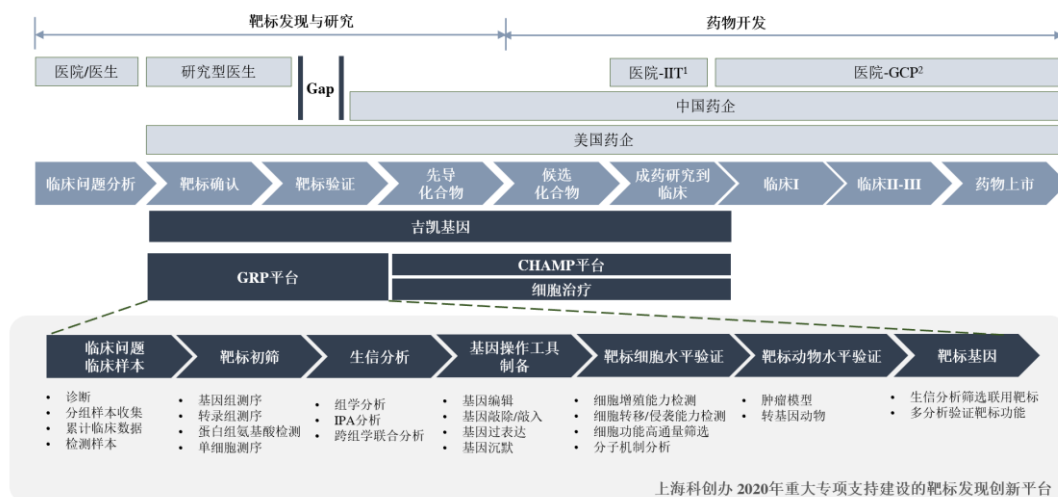 靶标发现与研究
药物开发
医院/医生
研究型医生
Gap
医院-IIT¹
医院-GCP²
中国药企
美国药企
临床问题分析
靶标确认
靶标验证
先导
化合物
候选
化合物
成药研究到
临床
临床I
临床II-III
药物上市
吉凯基因
GRP平台
CHAMP平台
细胞治疗
临床问题
临床样本
靶标初筛
生信分析
基因操作工具
制备
靶标细胞水平验证
靶标动物水平验证
靶标基因
• 诊断
• 分组样本收集
• 累计临床数据
• 检测样本
• 基因组测序
• 转录组测序
• 蛋白组氨基酸检测
• 单细胞测序
• 组学分析
• IPA分析
• 跨组学联合分析
• 基因编辑
• 基因敲除/敲入
• 基因过表达
• 基因沉默
• 细胞增殖能力检测
• 细胞转移/侵袭能力检测
• 细胞功能高通量筛选
• 分子机制分析
• 肿瘤模型
• 转基因动物
• 生信分析筛选联用靶标
• 多分析验证靶标功能
上海科创办 2020年重大专项支持建设的靶标发现创新平台